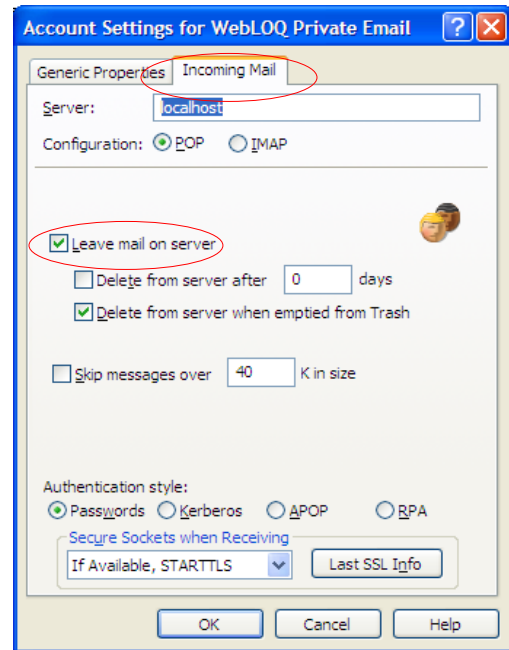 Account Settings for WebLOQ Private Email
Generic Properties Incoming Mail
Server: localhost
Configuration: POP IMAP
Leave mail on server
Delete from server after 0 days
Delete from server when emptied from Trash
Skip messages over 40 K in size
Authentication style:
Passwords Kerberos APOP RPA
Secure Sockets when Receiving
If Available, STARTTLS Last SSL Info
OK Cancel Help